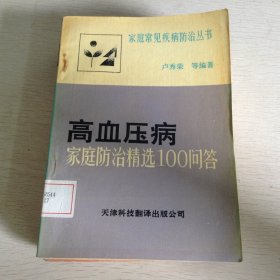 家庭常见疾病防治丛书
卢秀荣 等编著
高血压病
家庭防治精选100问答
天津科技翻译出版公司